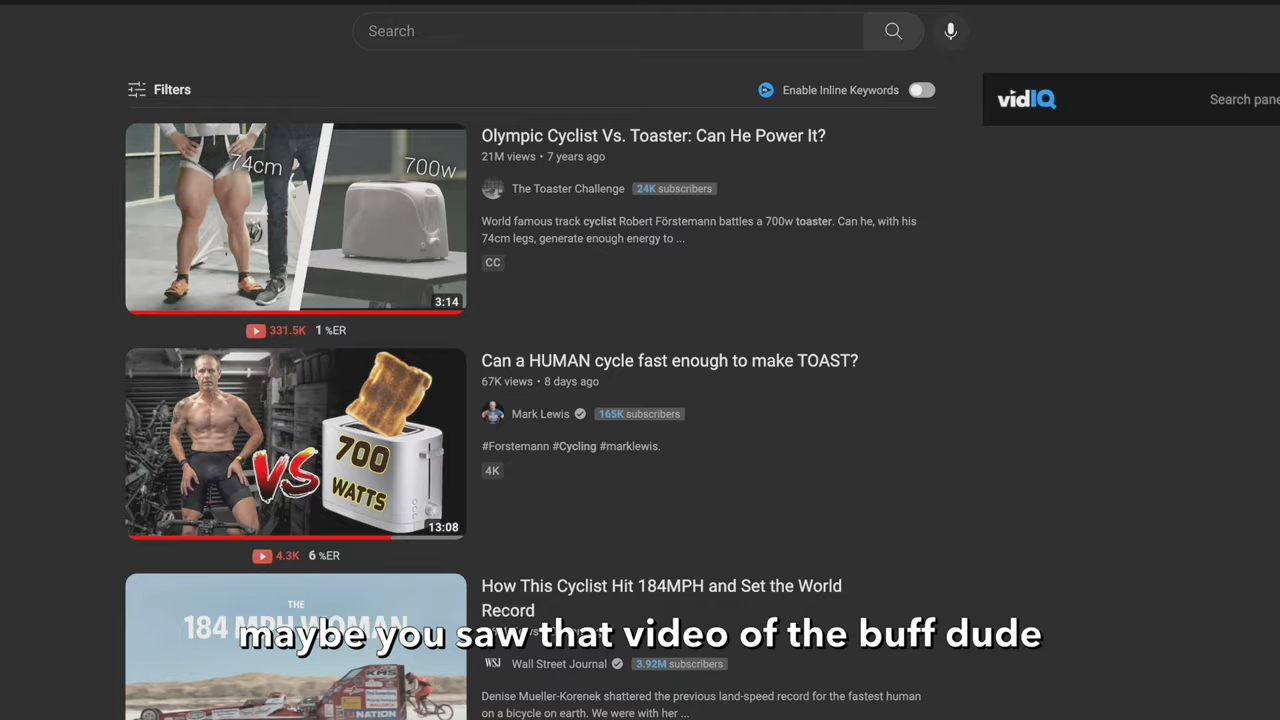 Search
Filters
Enable Inline Keywords
vidIQ
Search pane
74cm
700w
3:14
Olympic Cyclist Vs. Toaster: Can He Power It?
21M views • 7 years ago
The Toaster Challenge 24K subscribers
World famous track cyclist Robert Förstemann battles a 700w toaster. Can he, with his
74cm legs, generate enough energy to ...
CC
331.5K 1 %ER
VS
700
WATTS
13:08
Can a HUMAN cycle fast enough to make TOAST?
67K views • 8 days ago
Mark Lewis 165K subscribers
#Forstemann #Cycling #marklewis.
4K
4.3K 6 %ER
THE
184 MPH WOMAN
How This Cyclist Hit 184MPH and Set the World
Record
maybe you saw that video of the buff dude
WSJ Wall Street Journal 3.92M subscribers
Denise Mueller-Korenek shattered the previous land-speed record for the fastest human
on a bicycle on earth. We were with her ...
KHS
NATION